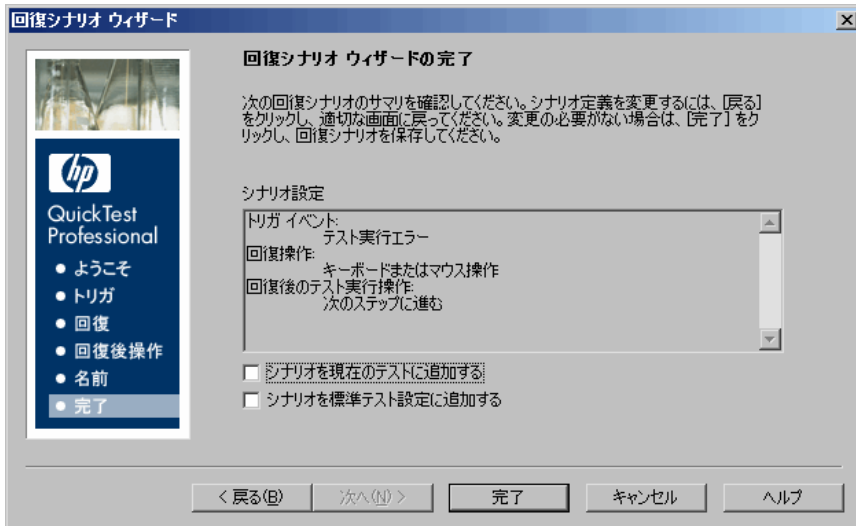 回復シナリオ ウィザード
hp
QuickTest
Professional
ようこそ
トリガ
回復
回復後操作
名前
完了
回復シナリオ ウィザードの完了
次の回復シナリオのサマリを確認してください。シナリオ定義を変更するには、[戻る]
をクリックし、適切な画面に戻ってください。変更の必要がない場合は、[完了] をク
リックし、回復シナリオを保存してください。
シナリオ設定
トリガ イベント:
テスト実行エラー
回復操作:
キーボードまたはマウス操作
回復後のテスト実行操作:
次のステップに進む
シナリオを現在のテストに追加する
シナリオを標準テスト設定に追加する
< 戻る(B)
次へ(N) >
完了
キャンセル
ヘルプ